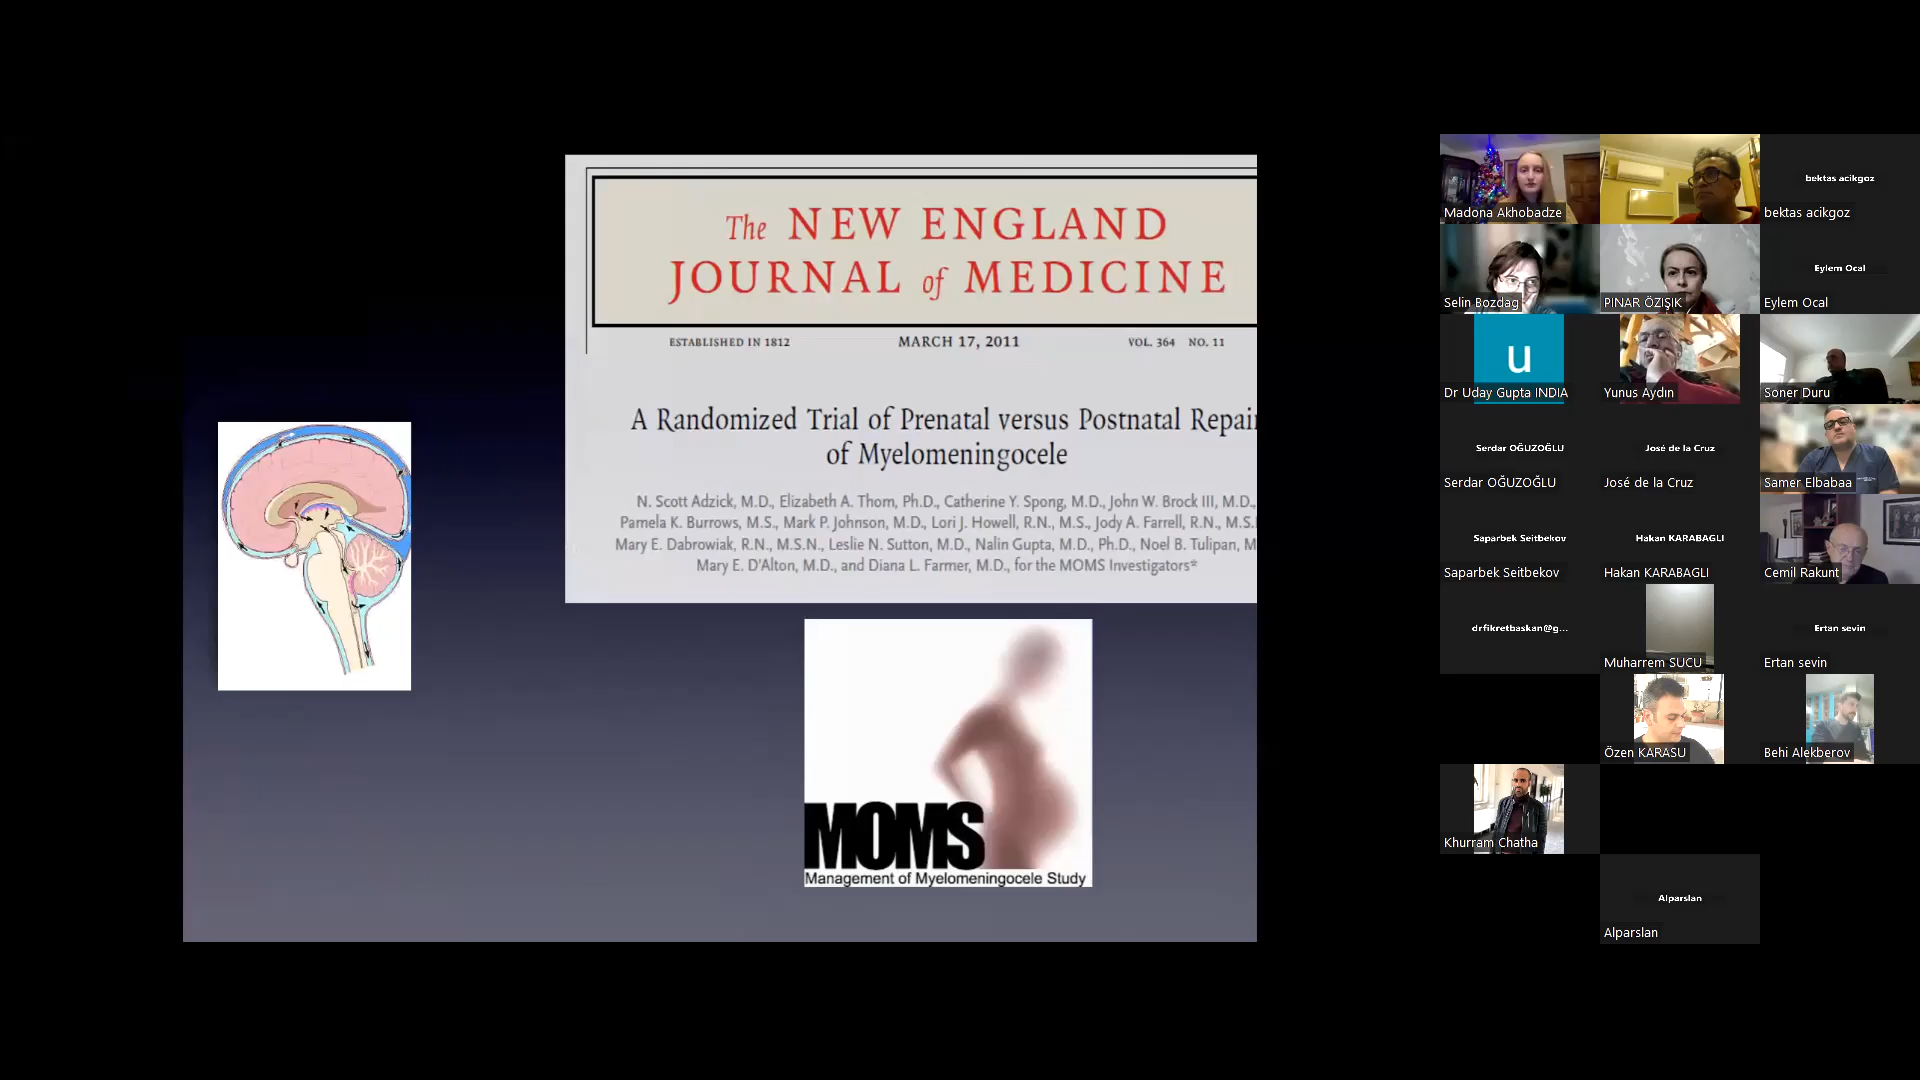 The NEW ENGLAND
JOURNAL of MEDICINE
ESTABLISHED IN 1812
MARCH 17, 2011
VOL. 364 NO. 11
A Randomized Trial of Prenatal versus Postnatal Repair
of Myelomeningocele
N. Scott Adzick, M.D., Elizabeth A. Thom, Ph.D., Catherine Y. Spong, M.D., John W. Brock III, M.D.,
Pamela K. Burrows, M.S., Mark P. Johnson, M.D., Lori J. Howell, R.N., M.S., Jody A. Farrell, R.N., M.S.
Mary E. Dabrowiak, R.N., M.S.N., Leslie N. Sutton, M.D., Nalin Gupta, M.D., Ph.D., Noel B. Tulipan, M
Mary E. D'Alton, M.D., and Diana L. Farmer, M.D., for the MOMS Investigators*
MOMS
Management of Myelomeningocele Study
Madona Akhobadze
bektas acikgoz
bektas acikgoz
Selin Bozdag
PINAR ÖZIŞIK
Eylem Ocal
Eylem Ocal
u
Dr Uday Gupta INDIA
Yunus Aydın
Soner Duru
Serdar OĞUZOĞLU
Serdar OĞUZOĞLU
José de la Cruz
José de la Cruz
Samer Elbabaa
Saparbek Seitbekov
Saparbek Seitbekov
Hakan KARABAGLI
Hakan KARABAGLI
Cemil Rakunt
drfikretbaskan@g...
Muharrem SUCU
Ertan sevin
Ertan sevin
Özen KARASU
Behi Alekberov
Khurram Chatha
Alparslan
Alparslan